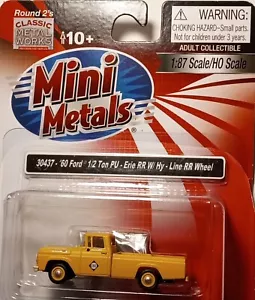 Round 2's
CLASSIC
METAL
WORKS
AGE 10+
WARNING:
CHOKING HAZARD-Small parts.
Not for children under 3 years.
ADULT COLLECTIBLE
1:87 Scale/HO Scale
Mini
Metals
30437 - '60 Ford 1/2 Ton PU - Erie RR W/ Hy - Line RR Wheel